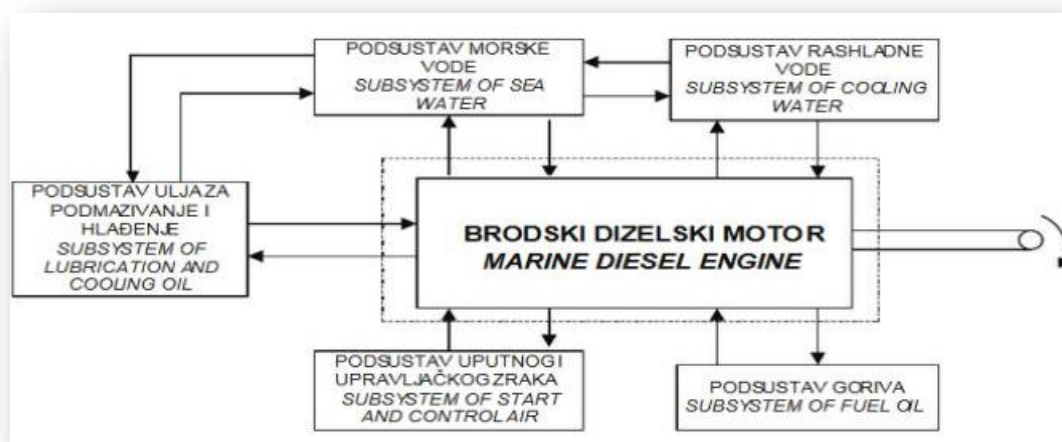 PODSUSTAV MORSKE
VODE
SUBSYSTEM OF SEA
WATER
PODSUSTAV RASHLADNE
VODE
SUBSYSTEM OF COOLING
WATER
PODSUSTAV ULJAZA
PODMAZIVANJE I
HLAĐENJE
SUBSYSTEM OF
LUBRICATION AND
COOLING OIL
BRODSKI DIZELSKI MOTOR
MARINE DIESEL ENGINE
PODSUSTAV UPUTNOG I
UPRAVLJAČKOG ZRAKA
SUBSYSTEM OF START
AND CONTROL AIR
PODSUSTAV GORIVA
SUBSYSTEM OF FUEL OIL